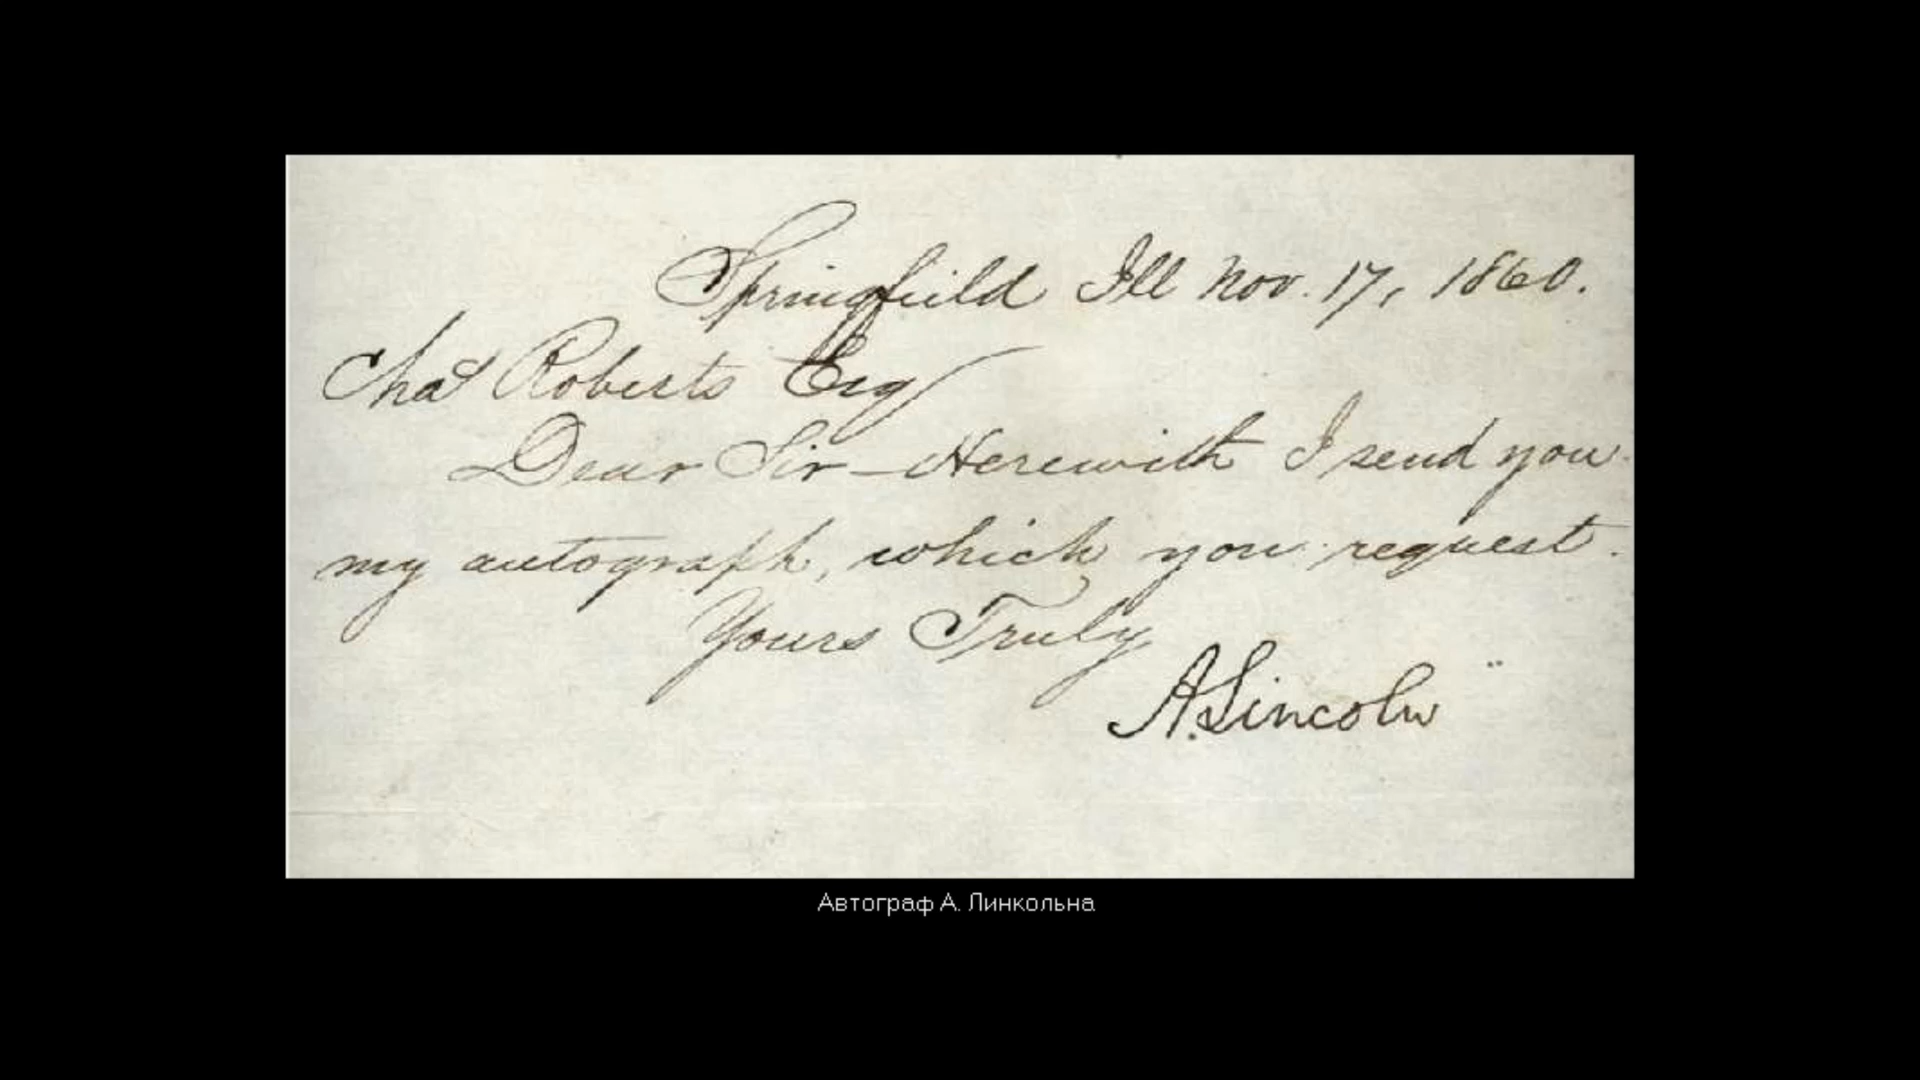 Springfield Ill Nov. 17, 1860.
Chas Roberts Esq
Dear Sir—Herewith I send you
my autograph, which you request.
Yours Truly
A. Lincoln
Автограф А. Линкольна